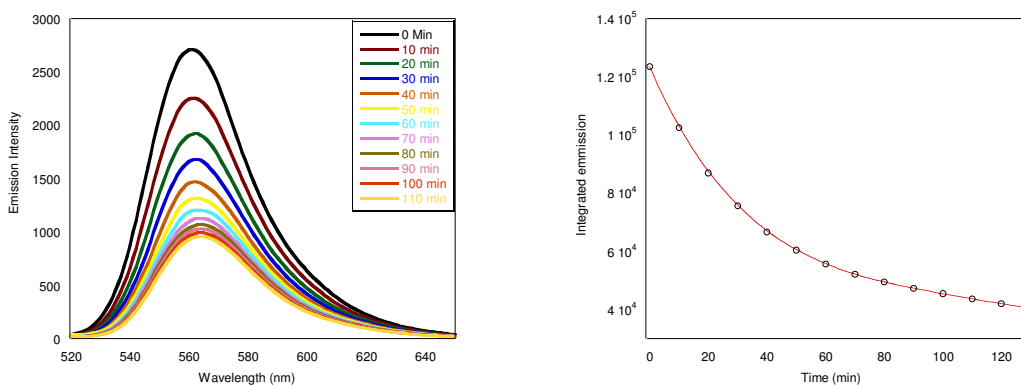 3000
2500
2000
1500
1000
500
0
Emission Intensity
520
540
560
580
600
620
640
Wavelength (nm)
0 Min
10 min
20 min
30 min
40 min
50 min
60 min
70 min
80 min
90 min
100 min
110 min
1.4 10⁵
1.2 10⁵
1 10⁵
8 10⁴
6 10⁴
4 10⁴
Integrated emmission
0
20
40
60
80
100
120
Time (min)